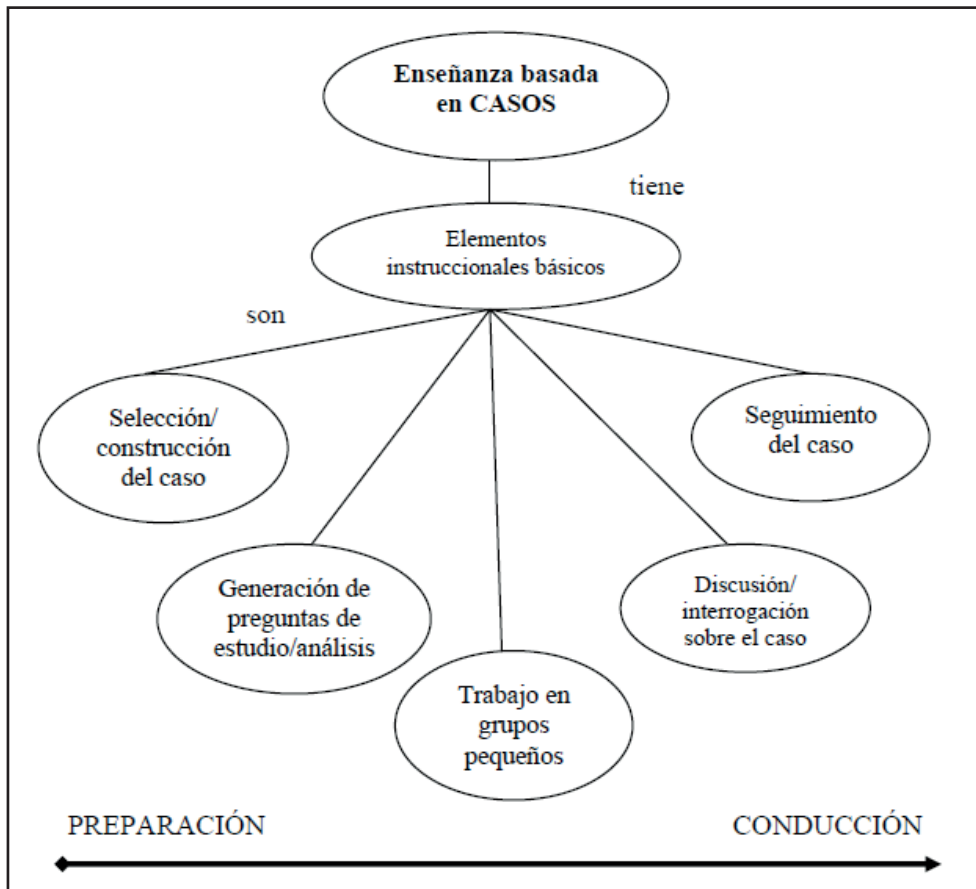 Enseñanza basada
en CASOS
tiene
Elementos
instruccionales básicos
son
Selección/
construcción
del caso
Generación de
preguntas de
estudio/análisis
Trabajo en
grupos
pequeños
Discusión/
interrogación
sobre el caso
Seguimiento
del caso
PREPARACIÓN
CONDUCCIÓN